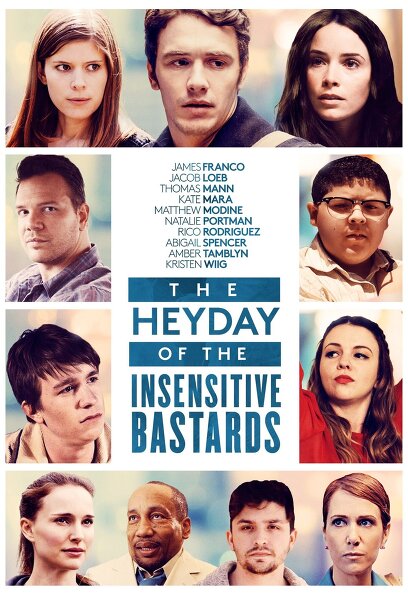 JAMES FRANCO
JACOB LOEB
THOMAS MANN
KATE MARA
MATTHEW MODINE
NATALIE PORTMAN
RICO RODRIGUEZ
ABIGAIL SPENCER
AMBER TAMBLYN
KRISTEN WIIG
THE
HEYDAY
OF THE
INSENSITIVE
BASTARDS